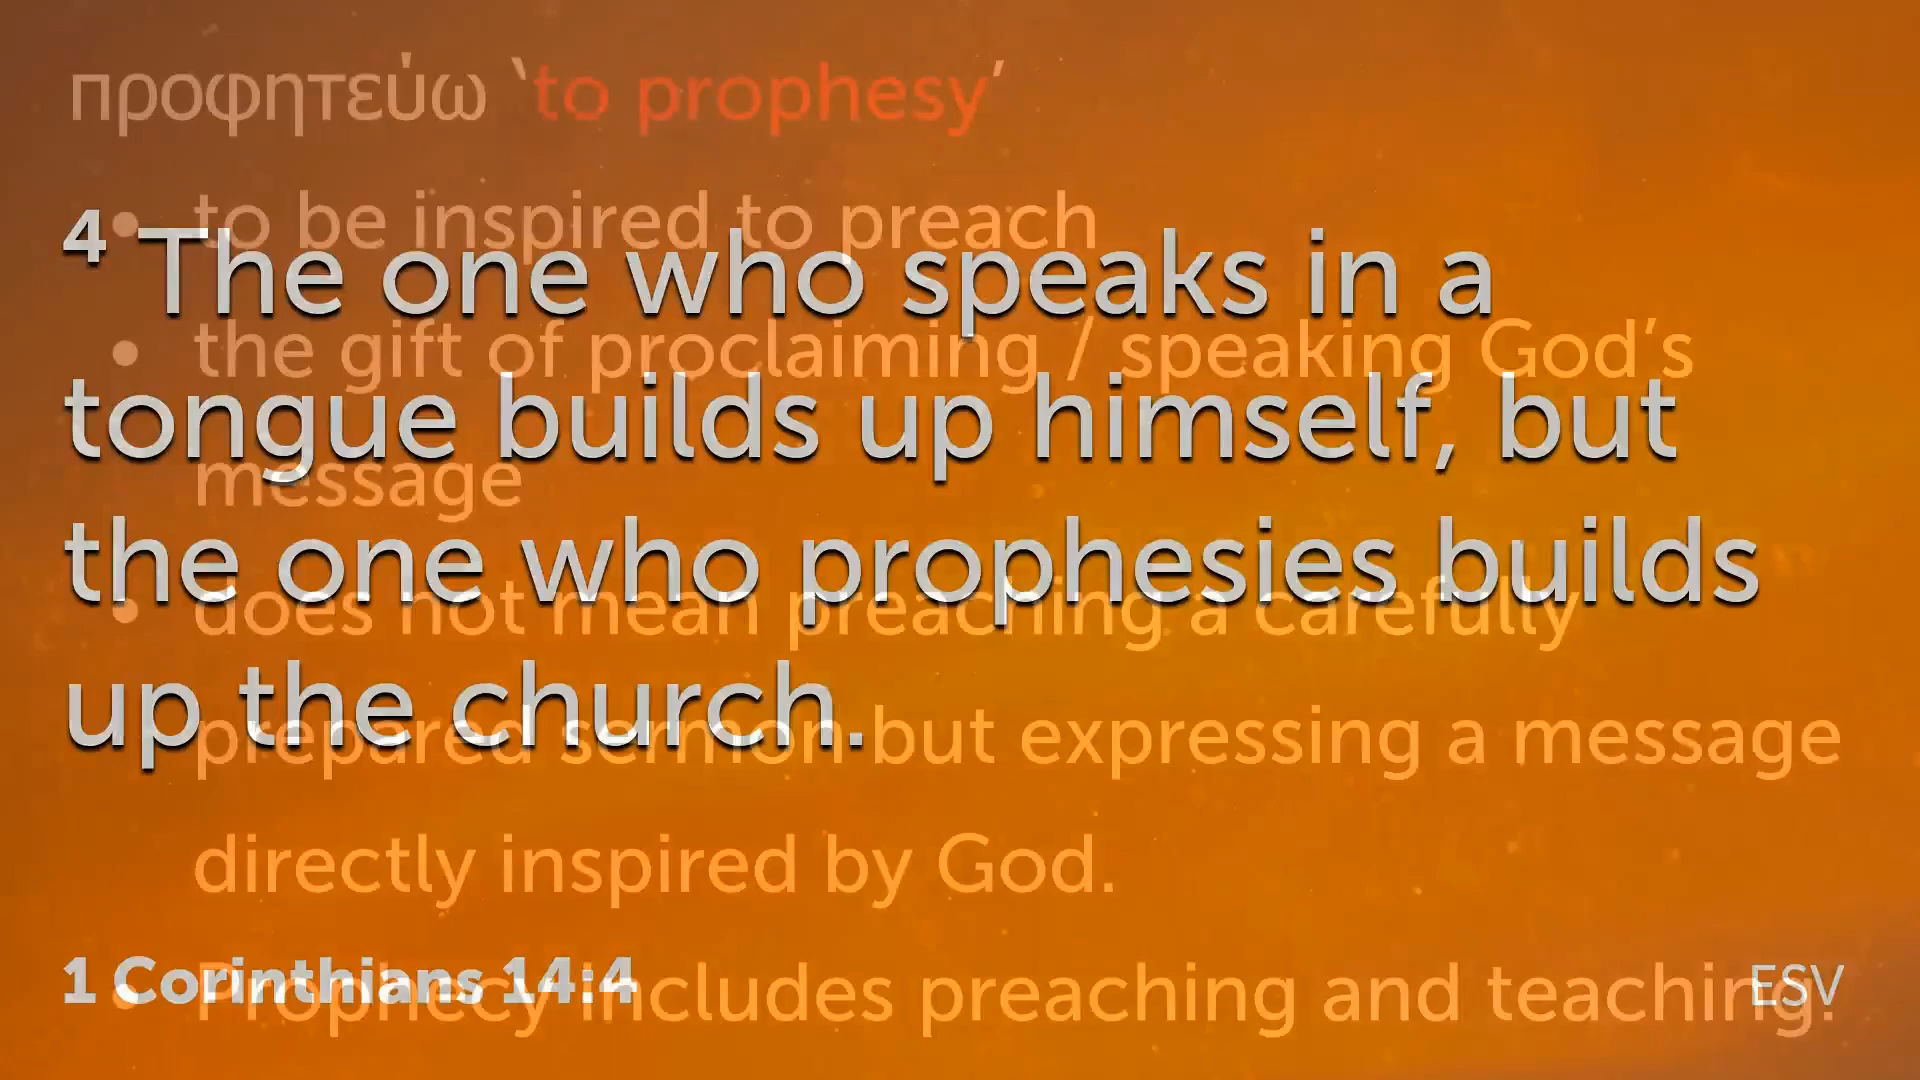 προφητεύω ‘to prophesy’
• to be inspired to preach
• the gift of proclaiming / speaking God’s
message
• does not mean preaching a carefully
prepared sermon but expressing a message
directly inspired by God.
• Prophecy includes preaching and teaching!
4 The one who speaks in a
tongue builds up himself, but
the one who prophesies builds
up the church.
1 Corinthians 14:4
ESV